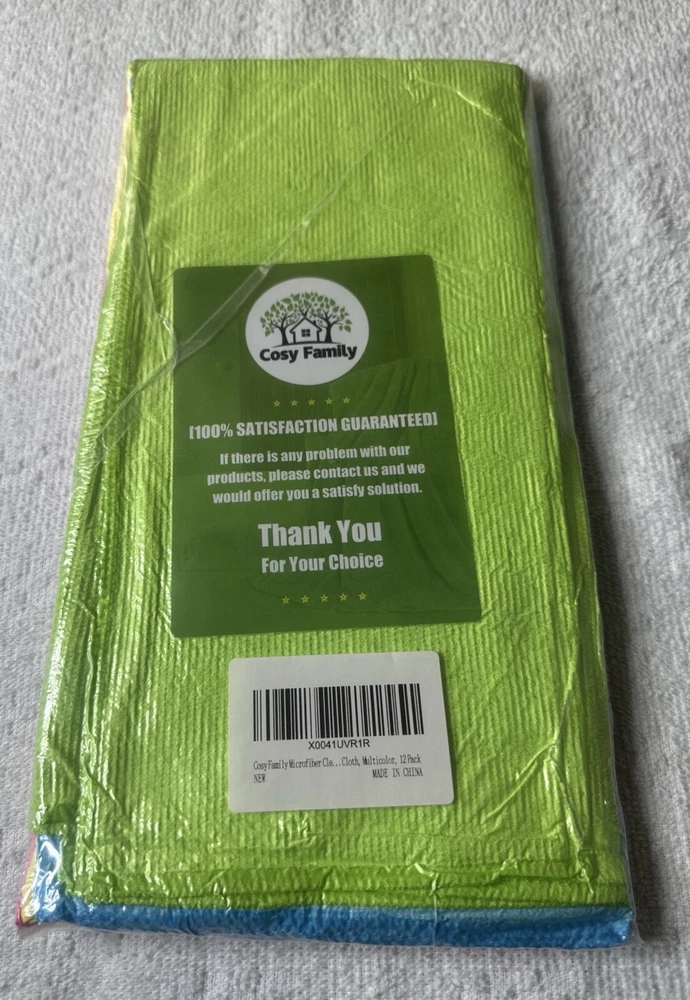 Cosy Family
[100% SATISFACTION GUARANTEED]
If there is any problem with our
products, please contact us and we
would offer you a satisfy solution.
Thank You
For Your Choice
X0041UVR1R
Cosy Family Microfiber Cle... Cloth, Multicolor, 12 Pack
NEW MADE IN CHINA